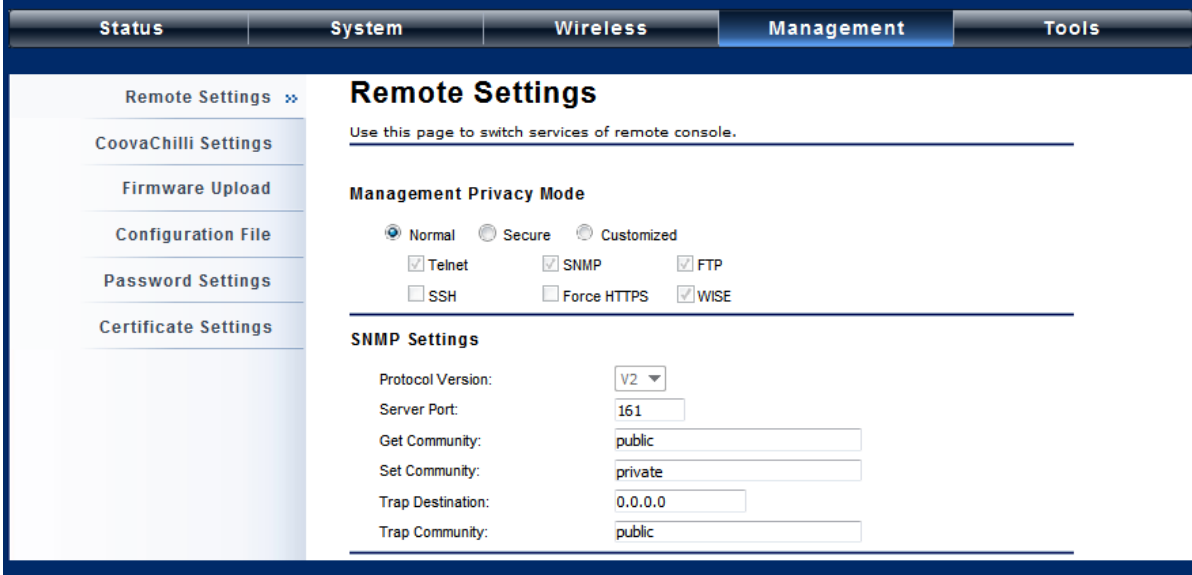 Status System Wireless Management Tools
Remote Settings »
CoovaChilli Settings
Firmware Upload
Configuration File
Password Settings
Certificate Settings
Remote Settings
Use this page to switch services of remote console.
Management Privacy Mode
Normal Secure Customized
Telnet SNMP FTP
SSH Force HTTPS WISE
SNMP Settings
Protocol Version: V2
Server Port: 161
Get Community: public
Set Community: private
Trap Destination: 0.0.0.0
Trap Community: public